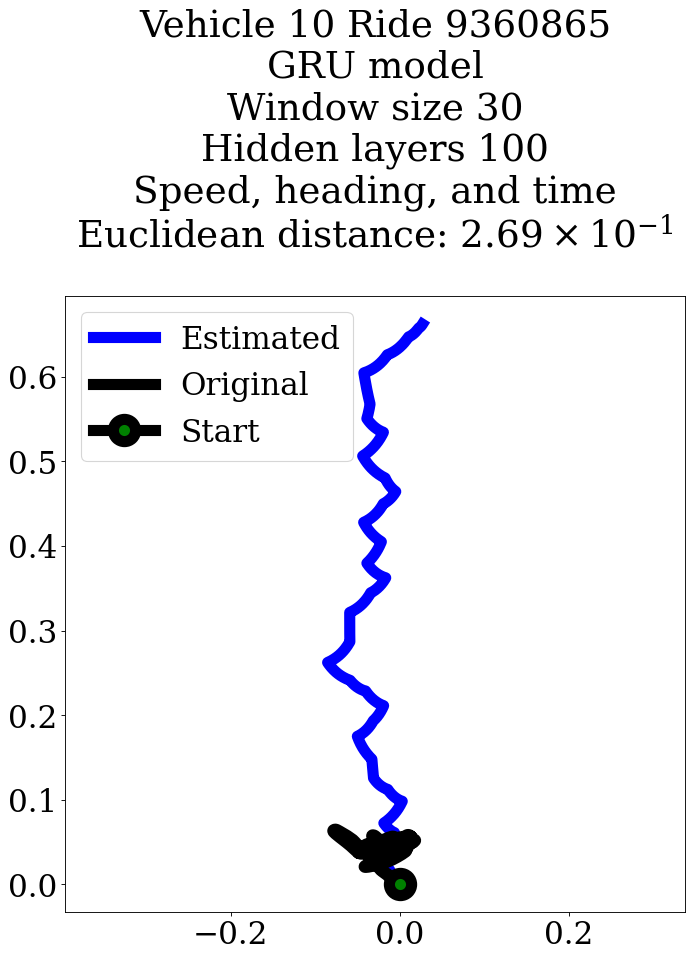 Vehicle 10 Ride 9360865
GRU model
Window size 30
Hidden layers 100
Speed, heading, and time
Euclidean distance: 2.69 × 10⁻¹
Estimated
Original
Start
0.6
0.5
0.4
0.3
0.2
0.1
0.0
−0.2 0.0 0.2